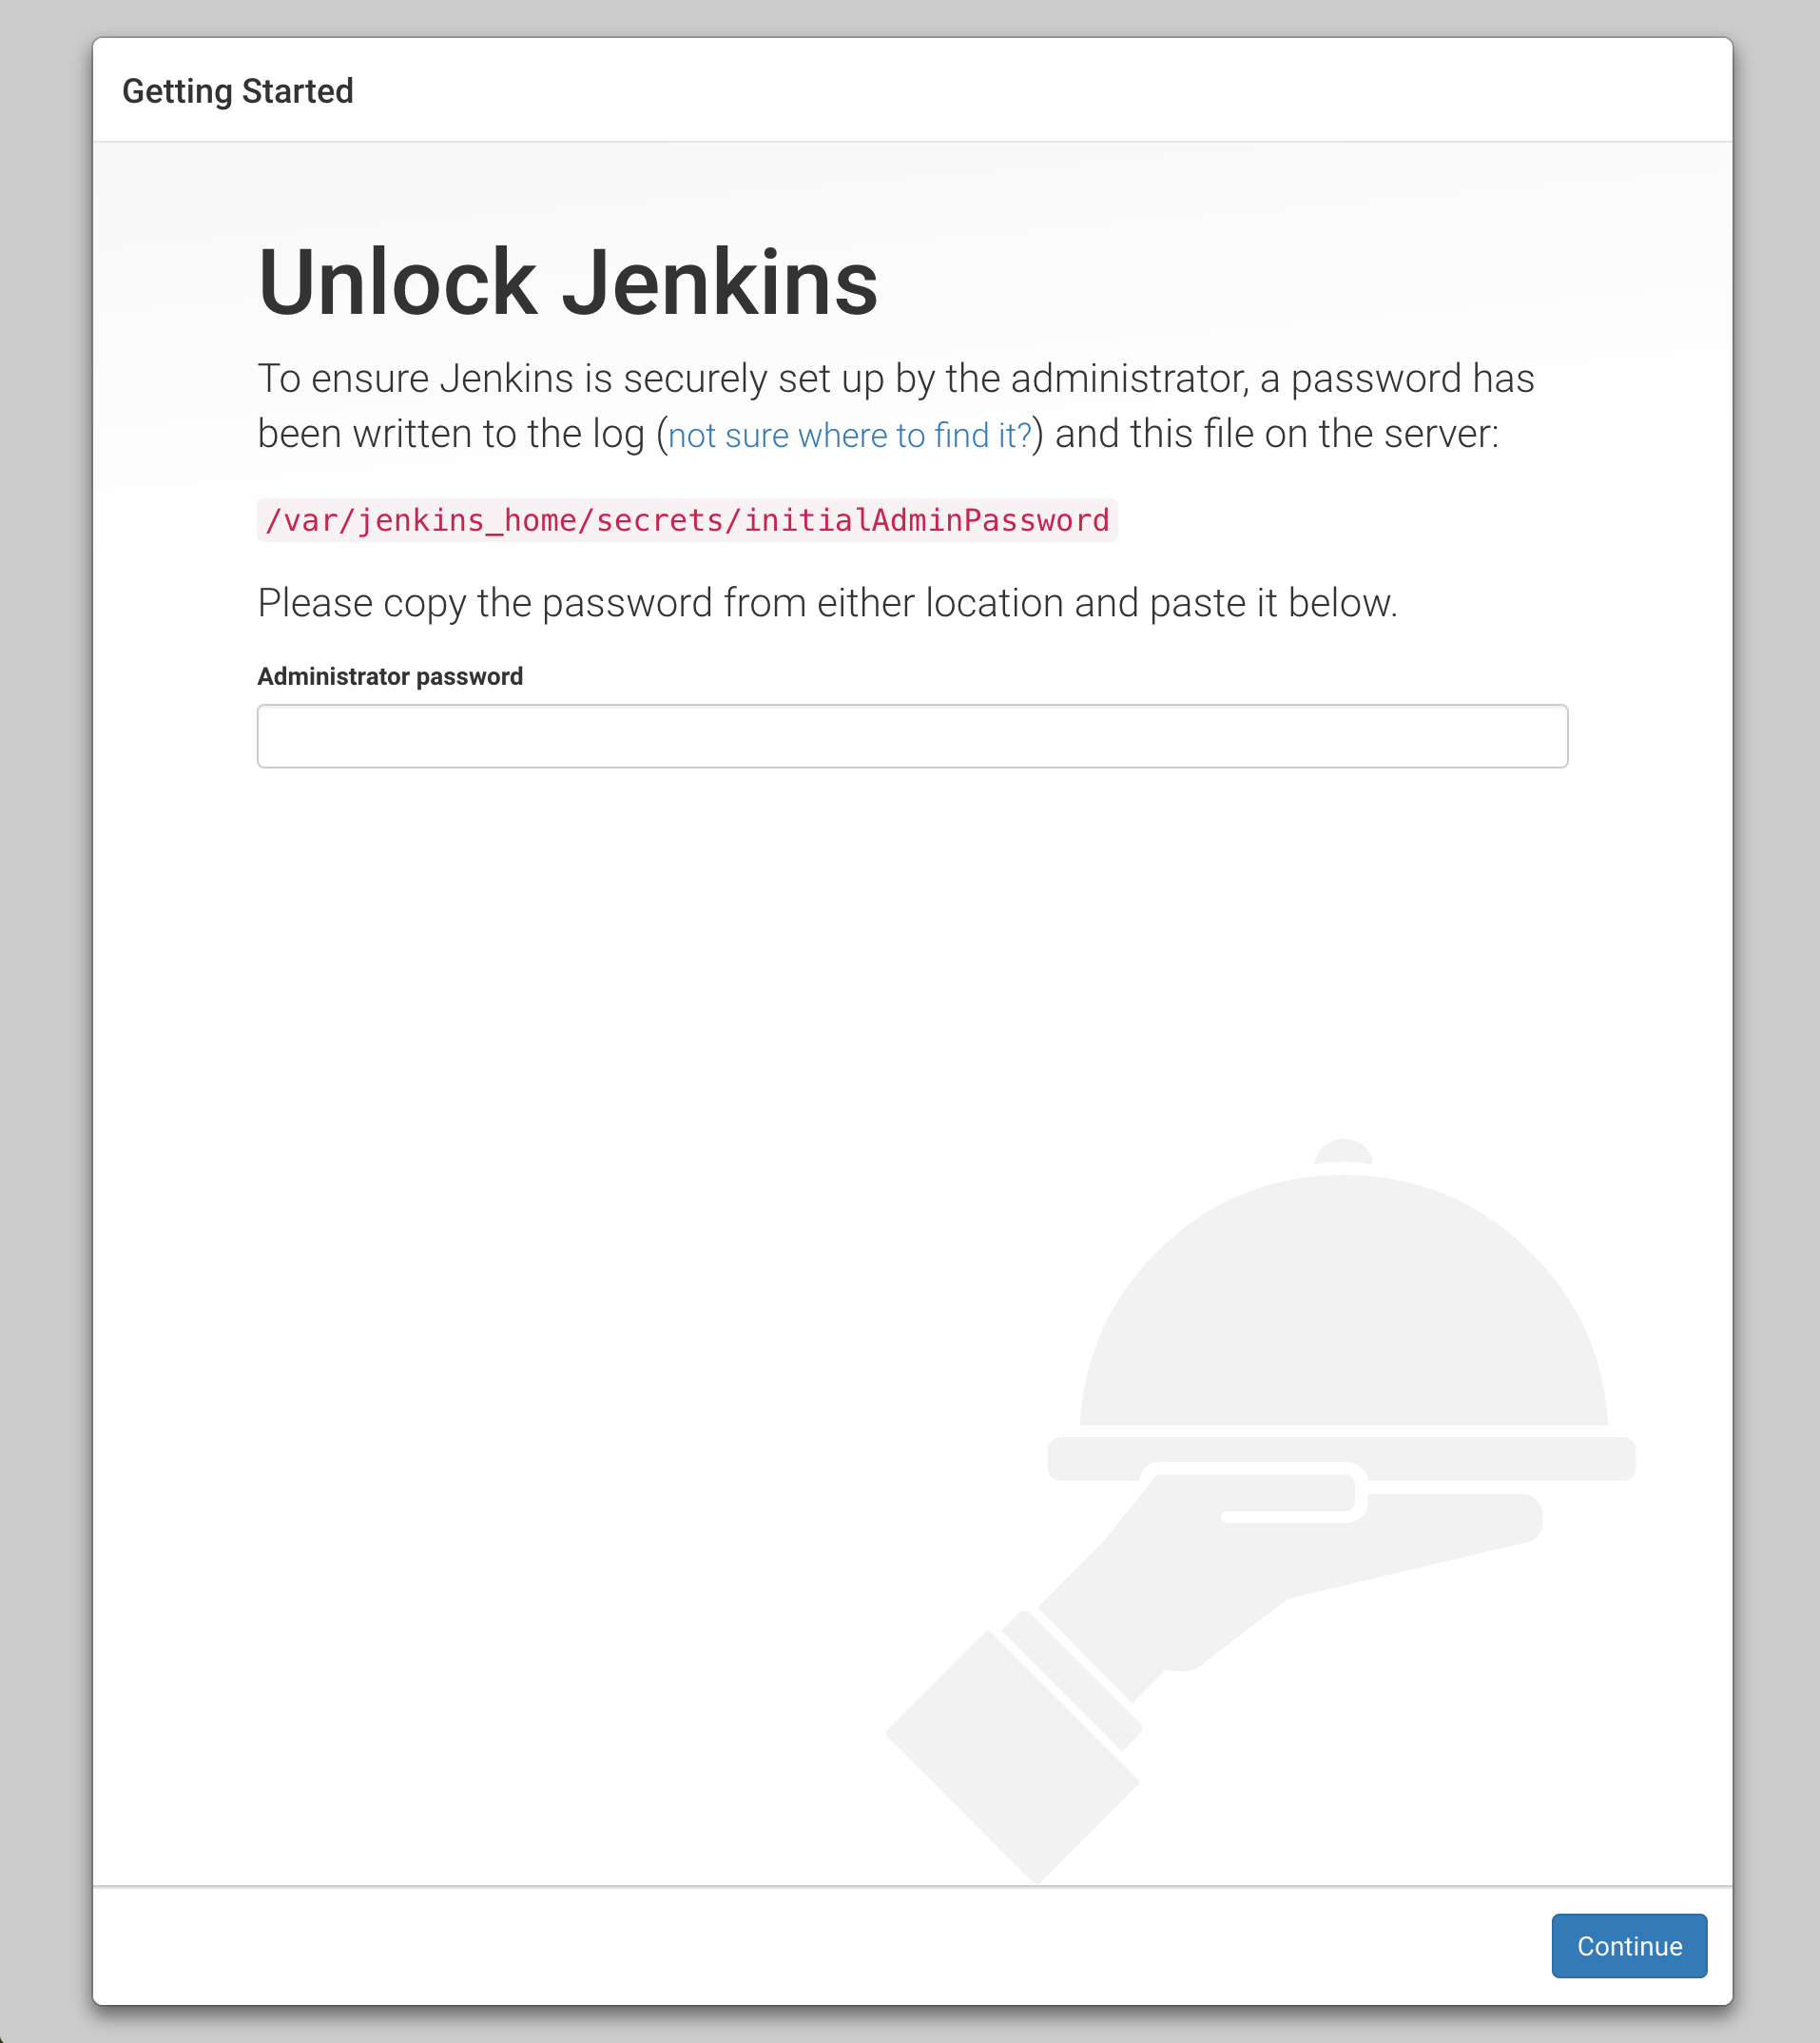 Getting Started
Unlock Jenkins
To ensure Jenkins is securely set up by the administrator, a password has
been written to the log (not sure where to find it?) and this file on the server:
/var/jenkins_home/secrets/initialAdminPassword
Please copy the password from either location and paste it below.
Administrator password
Continue